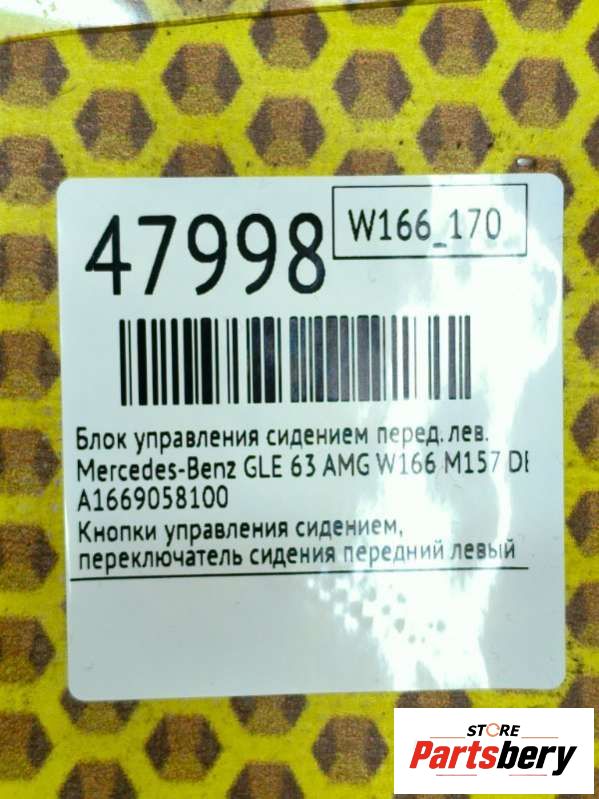 47998
W166_170
Блок управления сидением перед. лев.
Mercedes-Benz GLE 63 AMG W166 M157 DE
A1669058100
Кнопки управления сидением,
переключатель сидения передний левый
STORE
Partsbery